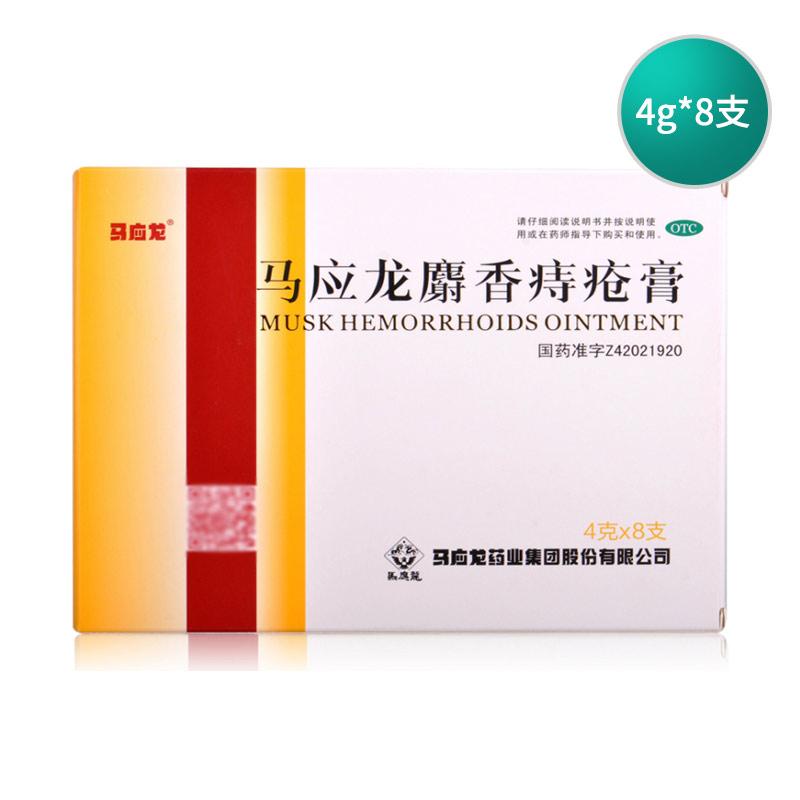 4g*8支
马应龙®
请仔细阅读说明书并按说明使
用或在药师指导下购买和使用。
OTC
马应龙麝香痔疮膏
MUSK HEMORRHOIDS OINTMENT
国药准字Z42021920
4克x8支
馬應龍
马应龙药业集团股份有限公司